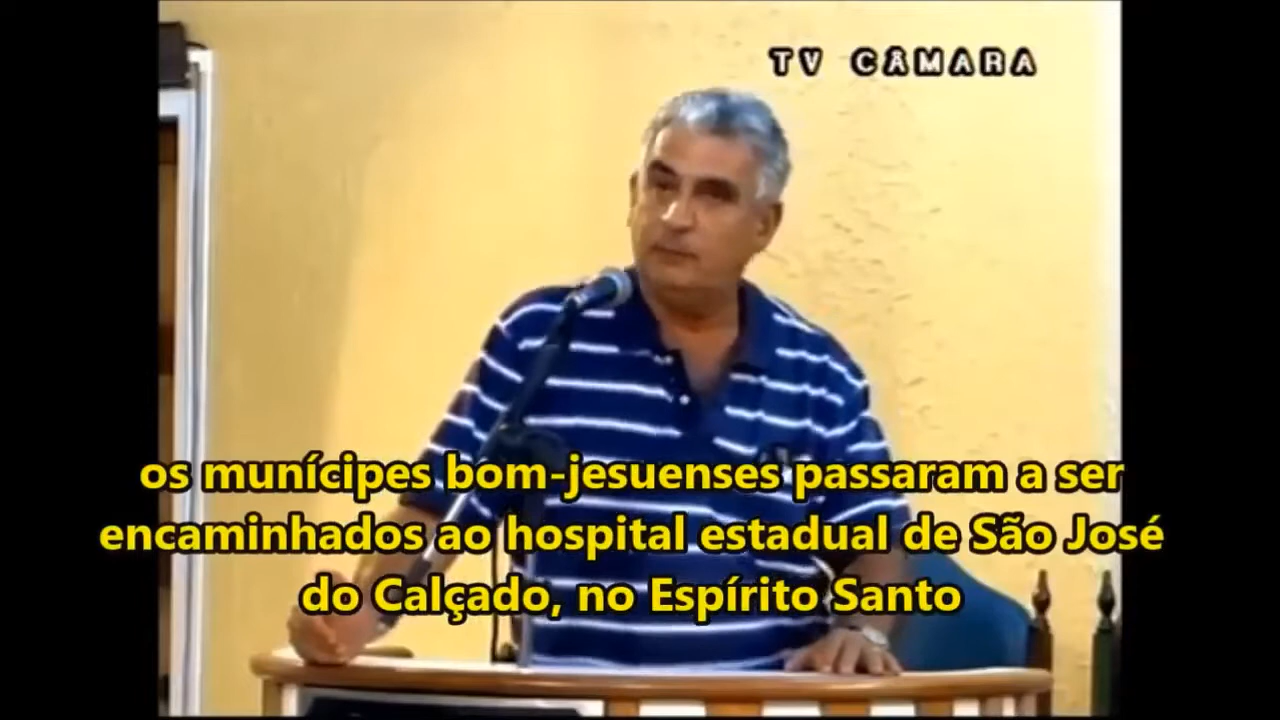 TV CÂMARA
os munícipes bom-jesuenses passaram a ser
encaminhados ao hospital estadual de São José
do Calçado, no Espírito Santo